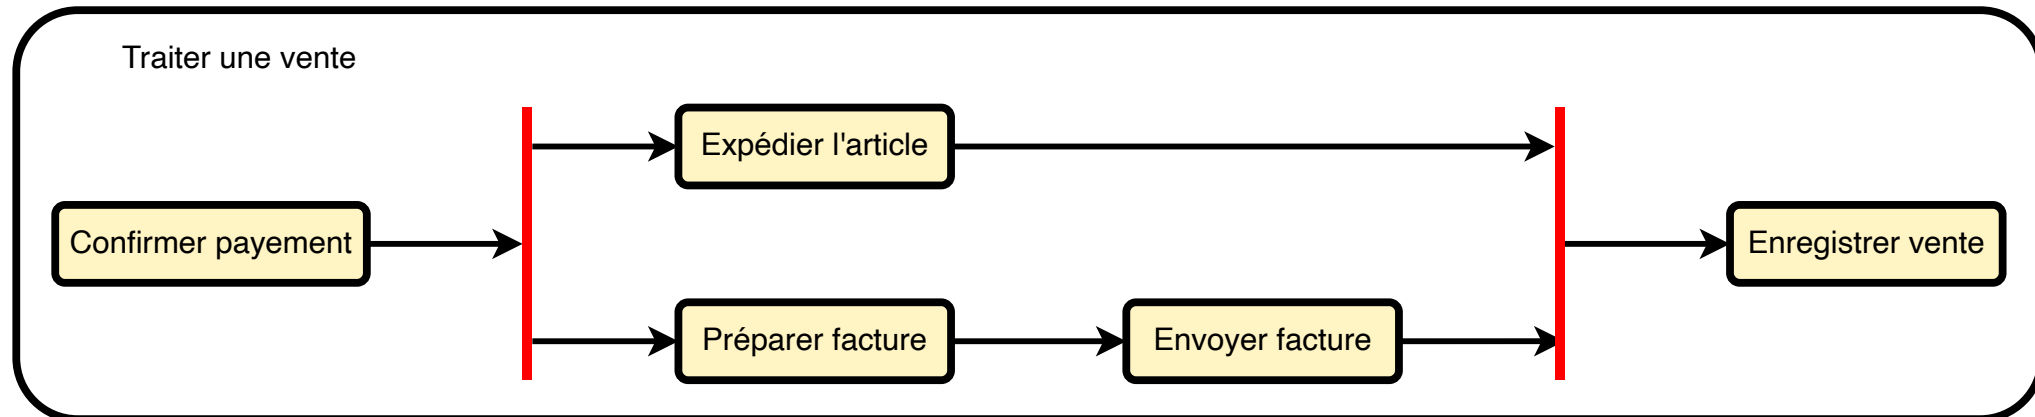 Traiter une vente
Expédier l'article
Confirmer payement
Enregistrer vente
Préparer facture
Envoyer facture